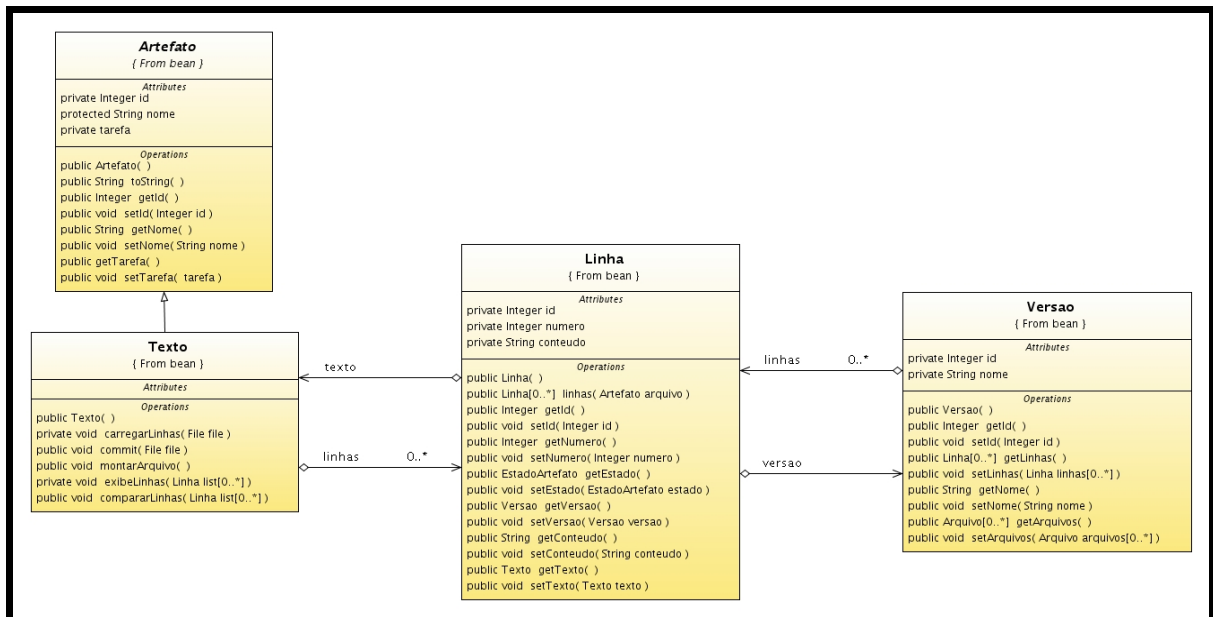 Artefato
{ From bean }
Attributes
private Integer id
protected String nome
private tarefa
Operations
public Artefato( )
public String toString( )
public Integer getId( )
public void setId( Integer id )
public String getNome( )
public void setNome( String nome )
public getTarefa( )
public void setTarefa( tarefa )
Texto
{ From bean }
Attributes
Operations
public Texto( )
private void carregarLinhas( File file )
public void commit( File file )
public void montarArquivo( )
private void exibeLinhas( Linha list[0..*] )
public void compararLinhas( Linha list[0..*] )
texto
linhas 0..*
Linha
{ From bean }
Attributes
private Integer id
private Integer numero
private String conteudo
Operations
public Linha( )
public Linha[0..*] linhas( Artefato arquivo )
public Integer getId( )
public void setId( Integer id )
public Integer getNumero( )
public void setNumero( Integer numero )
public EstadoArtefato getEstado( )
public void setEstado( EstadoArtefato estado )
public Versao getVersao( )
public void setVersao( Versao versao )
public String getConteudo( )
public void setConteudo( String conteudo )
public Texto getTexto( )
public void setTexto( Texto texto )
linhas 0..*
versao
Versao
{ From bean }
Attributes
private Integer id
private String nome
Operations
public Versao( )
public Integer getId( )
public void setId( Integer id )
public Linha[0..*] getLinhas( )
public void setLinhas( Linha linhas[0..*] )
public String getNome( )
public void setNome( String nome )
public Arquivo[0..*] getArquivos( )
public void setArquivos( Arquivo arquivos[0..*] )